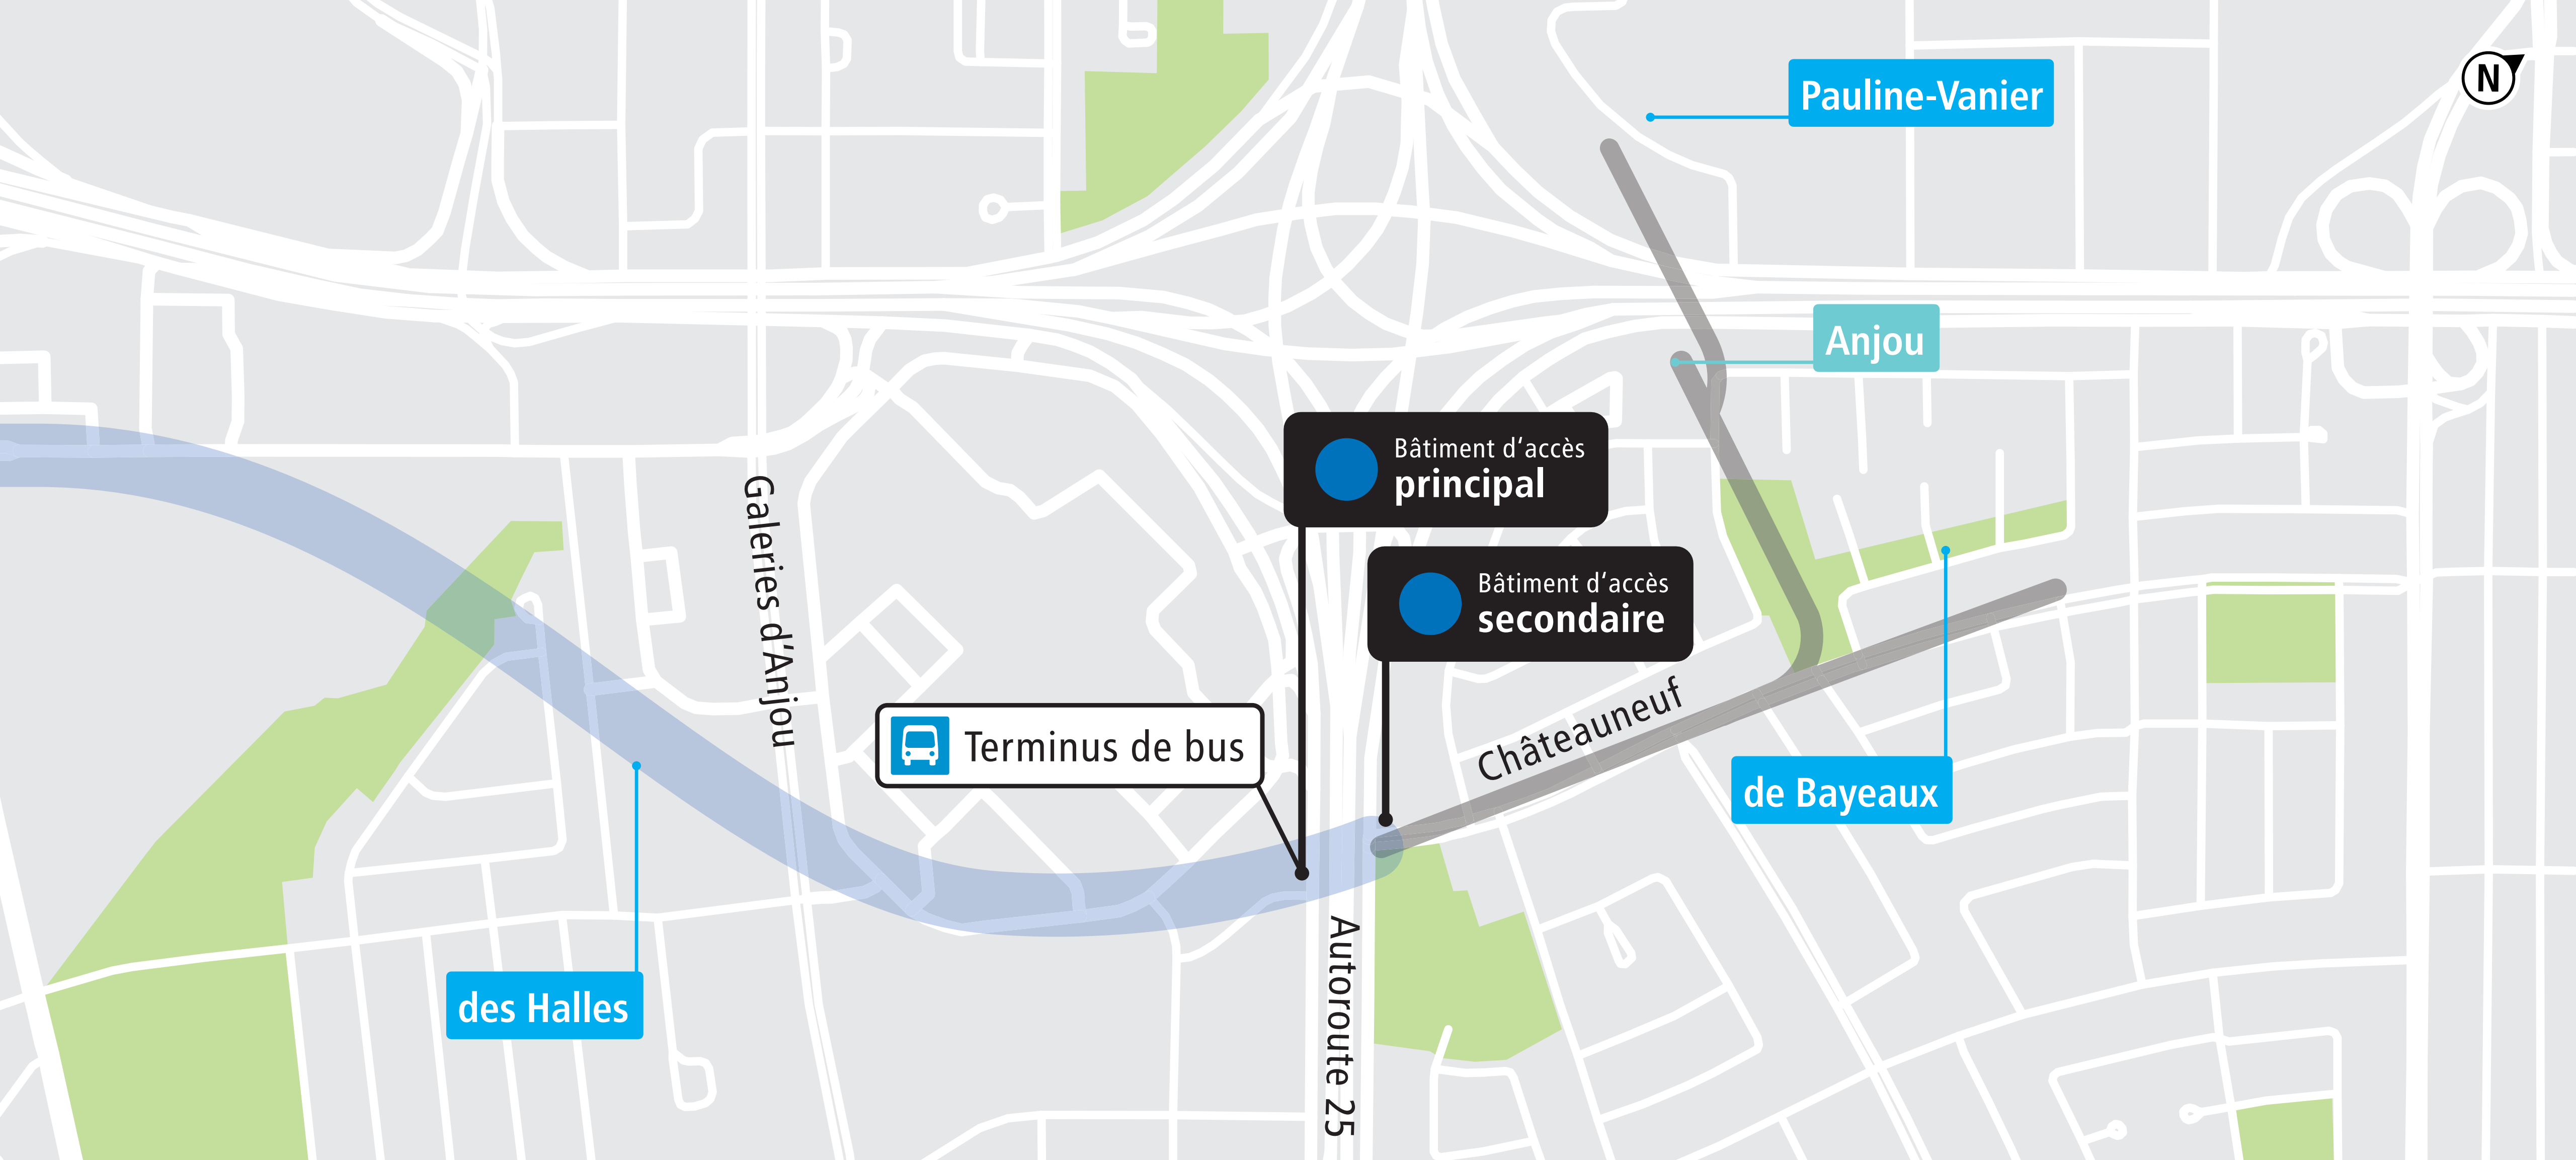 Pauline-Vanier
N
Anjou
Bâtiment d‘accès
principal
Bâtiment d‘accès
secondaire
Galeries d‘Anjou
Terminus de bus
Châteauneuf
de Bayeaux
des Halles
Autoroute 25